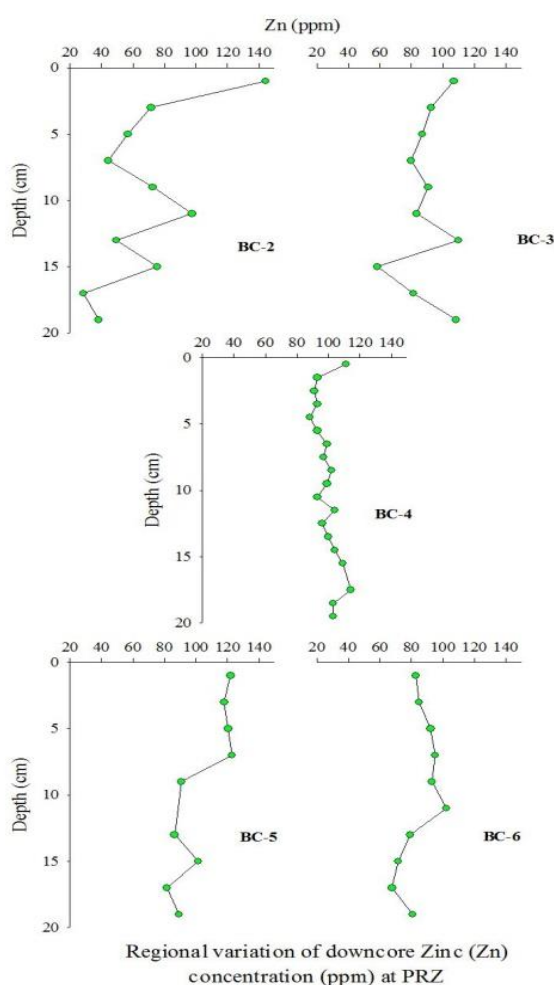 Zn (ppm)
20 40 60 80 100 120 140 20 40 60 80 100 120 140
0
5
10
15
20
Depth (cm)
BC-2
BC-3
20 40 60 80 100 120 140
0
5
10
15
20
Depth (cm)
BC-4
20 40 60 80 100 120 140 20 40 60 80 100 120 140
0
5
10
15
20
Depth (cm)
BC-5
BC-6
Regional variation of downcore Zinc (Zn)
concentration (ppm) at PRZ